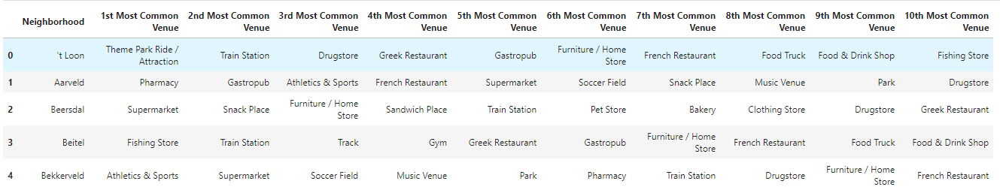 Neighborhood 1st Most Common Venue 2nd Most Common Venue 3rd Most Common Venue 4th Most Common Venue 5th Most Common Venue 6th Most Common Venue 7th Most Common Venue 8th Most Common Venue 9th Most Common Venue 10th Most Common Venue
0 't Loon Theme Park Ride / Attraction Train Station Drugstore Greek Restaurant Gastropub Furniture / Home Store French Restaurant Food Truck Food & Drink Shop Fishing Store
1 Aarveld Pharmacy Gastropub Athletics & Sports French Restaurant Supermarket Soccer Field Snack Place Music Venue Park Drugstore
2 Beersdal Supermarket Snack Place Furniture / Home Store Sandwich Place Train Station Pet Store Bakery Clothing Store Drugstore Greek Restaurant
3 Beitel Fishing Store Train Station Track Gym Greek Restaurant Gastropub Furniture / Home Store French Restaurant Food Truck Food & Drink Shop
4 Bekkerveld Athletics & Sports Supermarket Soccer Field Music Venue Park Pharmacy Train Station Drugstore Furniture / Home Store French Restaurant